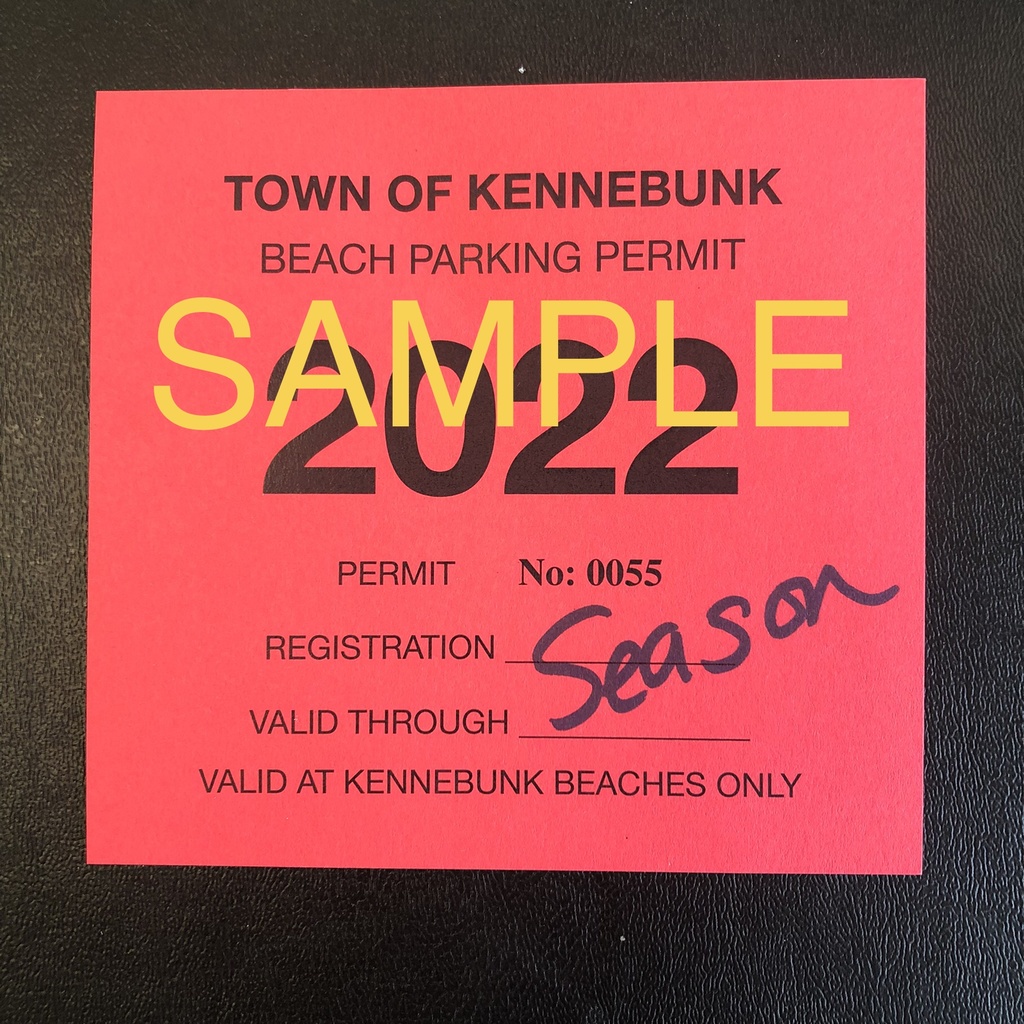 TOWN OF KENNEBUNK
BEACH PARKING PERMIT
SAMPLE
2022
PERMIT No: 0055
REGISTRATION
Season
VALID THROUGH
VALID AT KENNEBUNK BEACHES ONLY